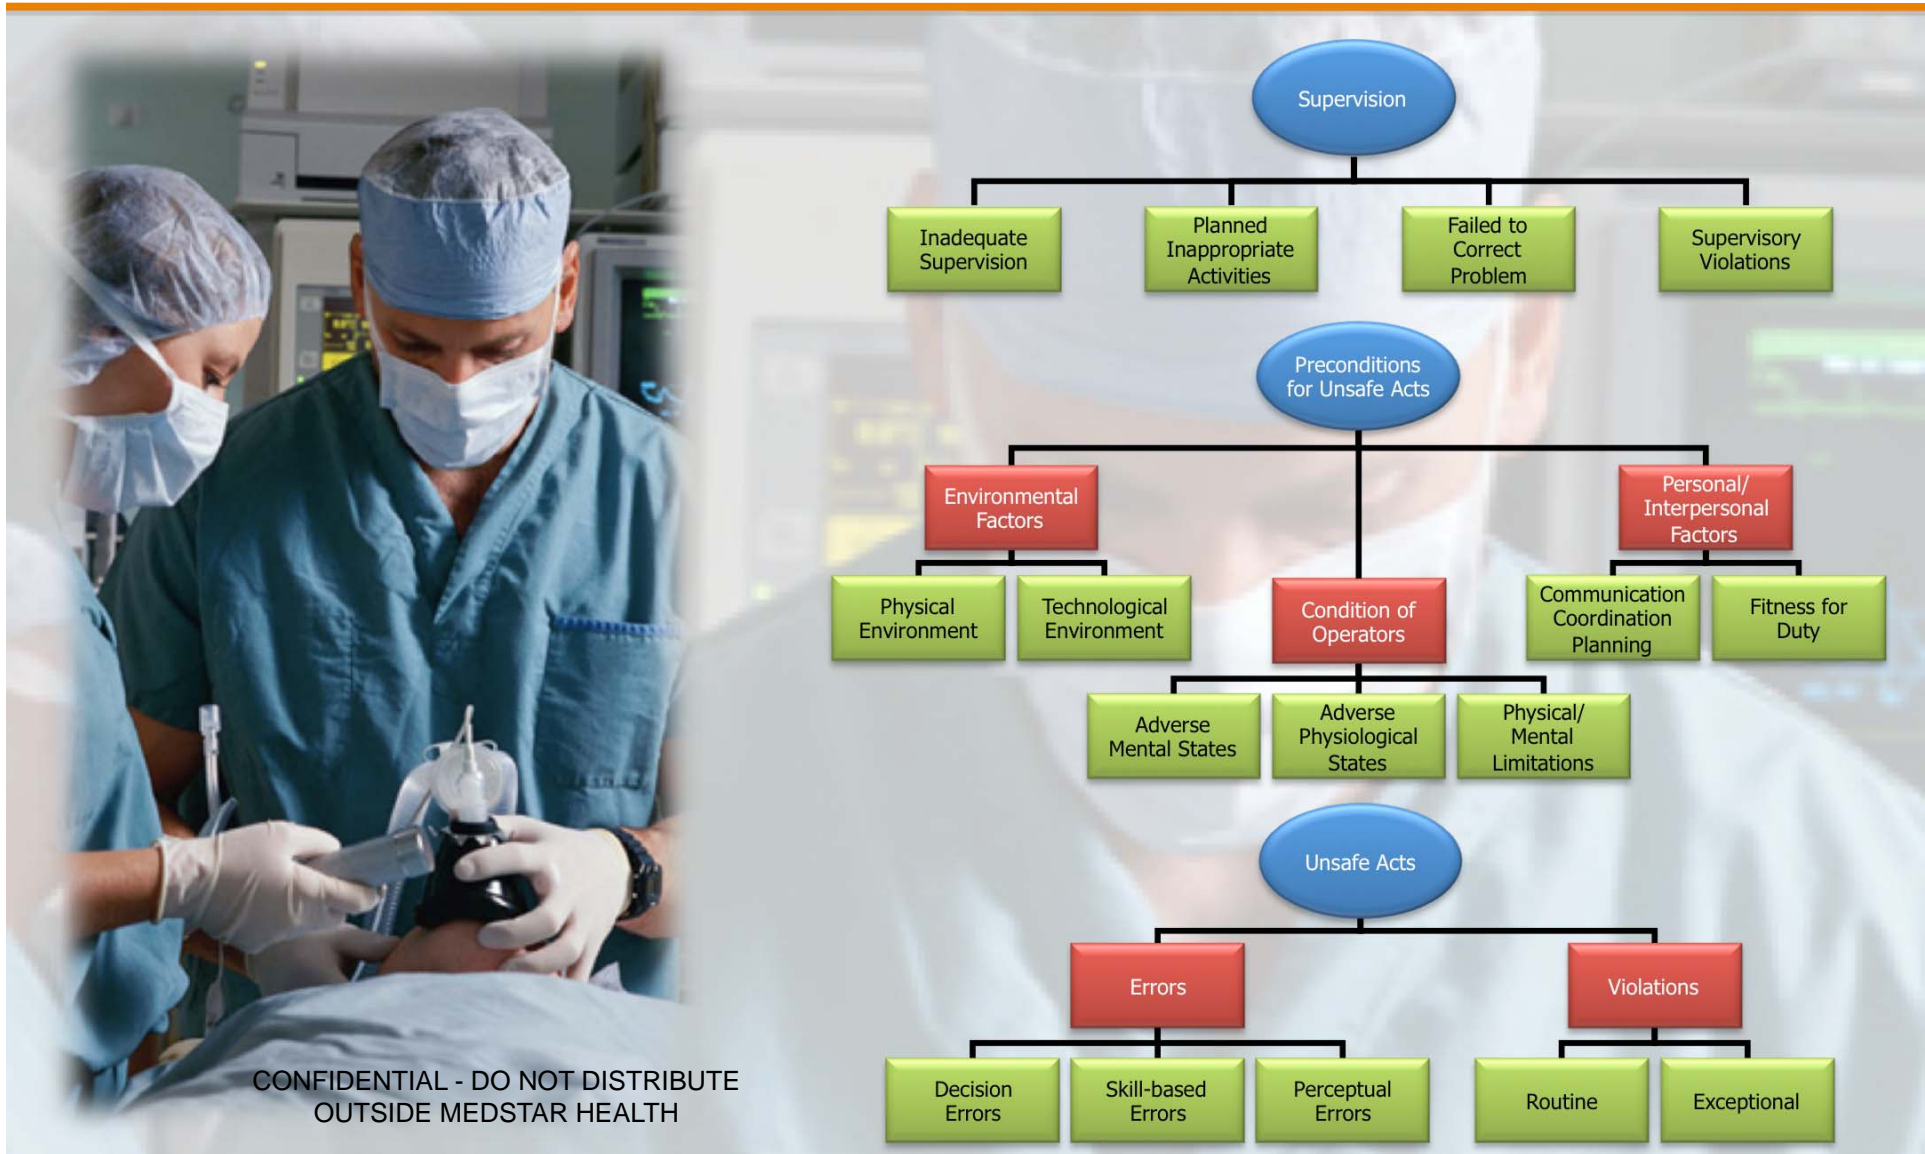 Supervision
Inadequate
Supervision
Planned
Inappropriate
Activities
Failed to
Correct
Problem
Supervisory
Violations
Preconditions
for Unsafe Acts
Environmental
Factors
Personal/
Interpersonal
Factors
Physical
Environment
Technological
Environment
Condition of
Operators
Communication
Coordination
Planning
Fitness for
Duty
Adverse
Mental States
Adverse
Physiological
States
Physical/
Mental
Limitations
Unsafe Acts
Errors
Violations
Decision
Errors
Skill-based
Errors
Perceptual
Errors
Routine
Exceptional
CONFIDENTIAL - DO NOT DISTRIBUTE
OUTSIDE MEDSTAR HEALTH